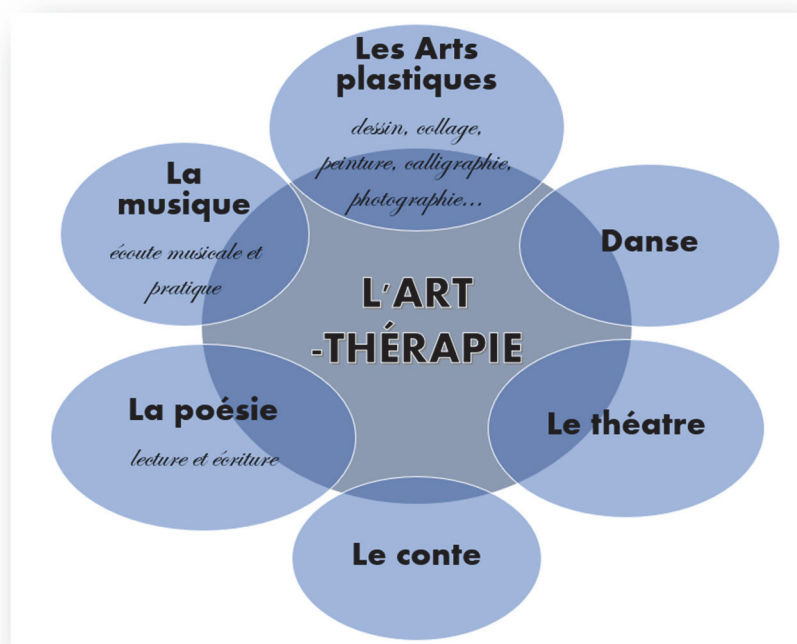 Les Arts
plastiques
dessin, collage,
peinture, calligraphie,
photographie...
La
musique
écoute musicale et
pratique
Danse
L'ART
-THÉRAPIE
La poésie
lecture et écriture
Le théatre
Le conte